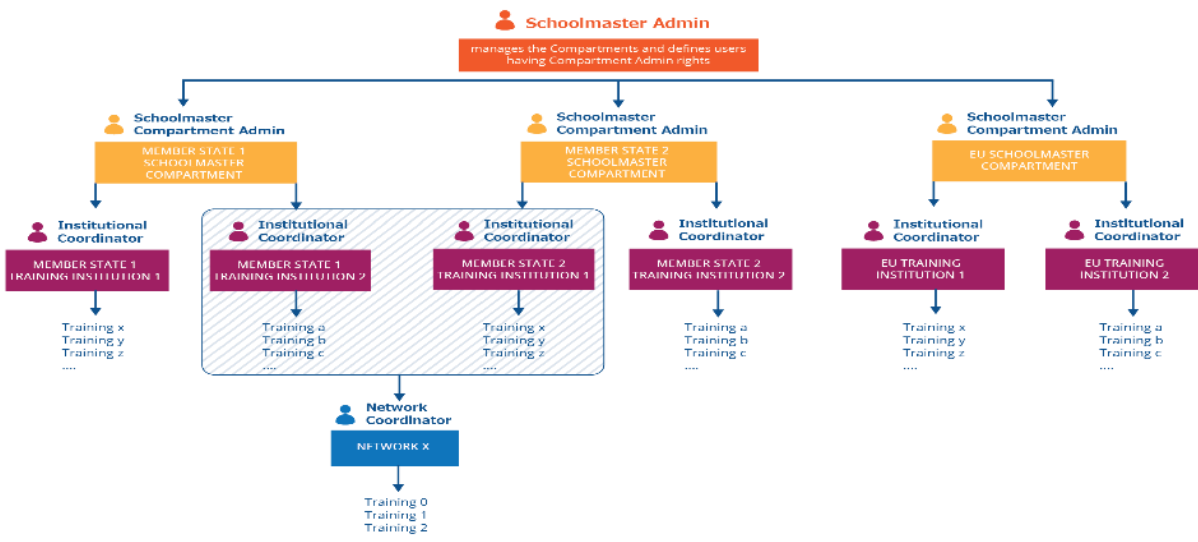 Schoolmaster Admin
manages the Compartments and defines users
having Compartment Admin rights
Schoolmaster
Compartment Admin
MEMBER STATE 1
SCHOOLMASTER
COMPARTMENT
Schoolmaster
Compartment Admin
MEMBER STATE 2
SCHOOLMASTER
COMPARTMENT
Schoolmaster
Compartment Admin
EU SCHOOLMASTER
COMPARTMENT
Institutional
Coordinator
MEMBER STATE 1
TRAINING INSTITUTION 1
Training x
Training y
Training z
....
Institutional
Coordinator
MEMBER STATE 1
TRAINING INSTITUTION 2
Training a
Training b
Training c
....
Institutional
Coordinator
MEMBER STATE 2
TRAINING INSTITUTION 1
Training x
Training y
Training z
....
Institutional
Coordinator
MEMBER STATE 2
TRAINING INSTITUTION 2
Training a
Training b
Training c
....
Institutional
Coordinator
EU TRAINING
INSTITUTION 1
Training x
Training y
Training z
....
Institutional
Coordinator
EU TRAINING
INSTITUTION 2
Training a
Training b
Training c
....
Network
Coordinator
NETWORK X
Training 0
Training 1
Training 2